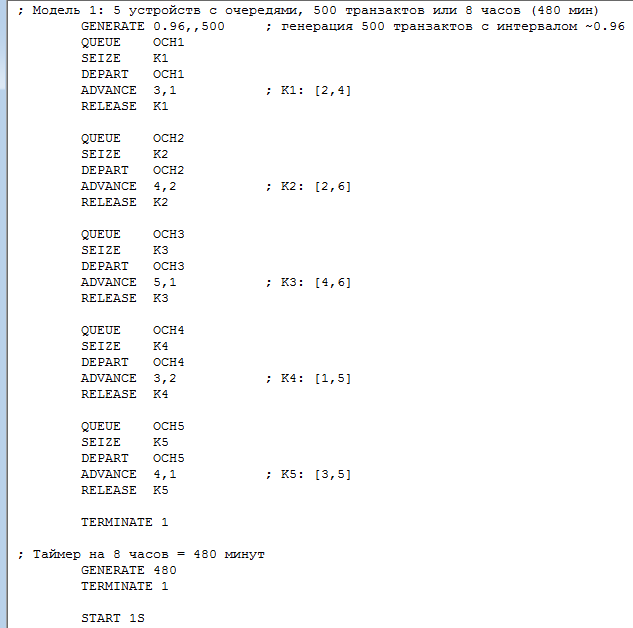 ; Модель 1: 5 устройств с очередями, 500 транзактов или 8 часов (480 мин)
GENERATE 0.96,,500 ; генерация 500 транзактов с интервалом ~0.96
QUEUE OCH1
SEIZE K1
DEPART OCH1
ADVANCE 3,1 ; K1: [2,4]
RELEASE K1
QUEUE OCH2
SEIZE K2
DEPART OCH2
ADVANCE 4,2 ; K2: [2,6]
RELEASE K2
QUEUE OCH3
SEIZE K3
DEPART OCH3
ADVANCE 5,1 ; K3: [4,6]
RELEASE K3
QUEUE OCH4
SEIZE K4
DEPART OCH4
ADVANCE 3,2 ; K4: [1,5]
RELEASE K4
QUEUE OCH5
SEIZE K5
DEPART OCH5
ADVANCE 4,1 ; K5: [3,5]
RELEASE K5
TERMINATE 1
; Таймер на 8 часов = 480 минут
GENERATE 480
TERMINATE 1
START 1S